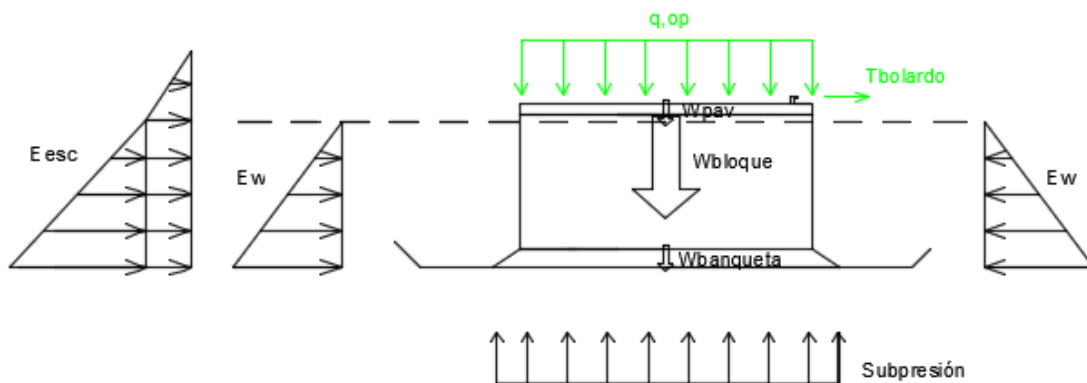 q,op
Tbolardo
Wpav
Eesc
Wbloque
Ew
Ew
Wbanqueta
Subpresión